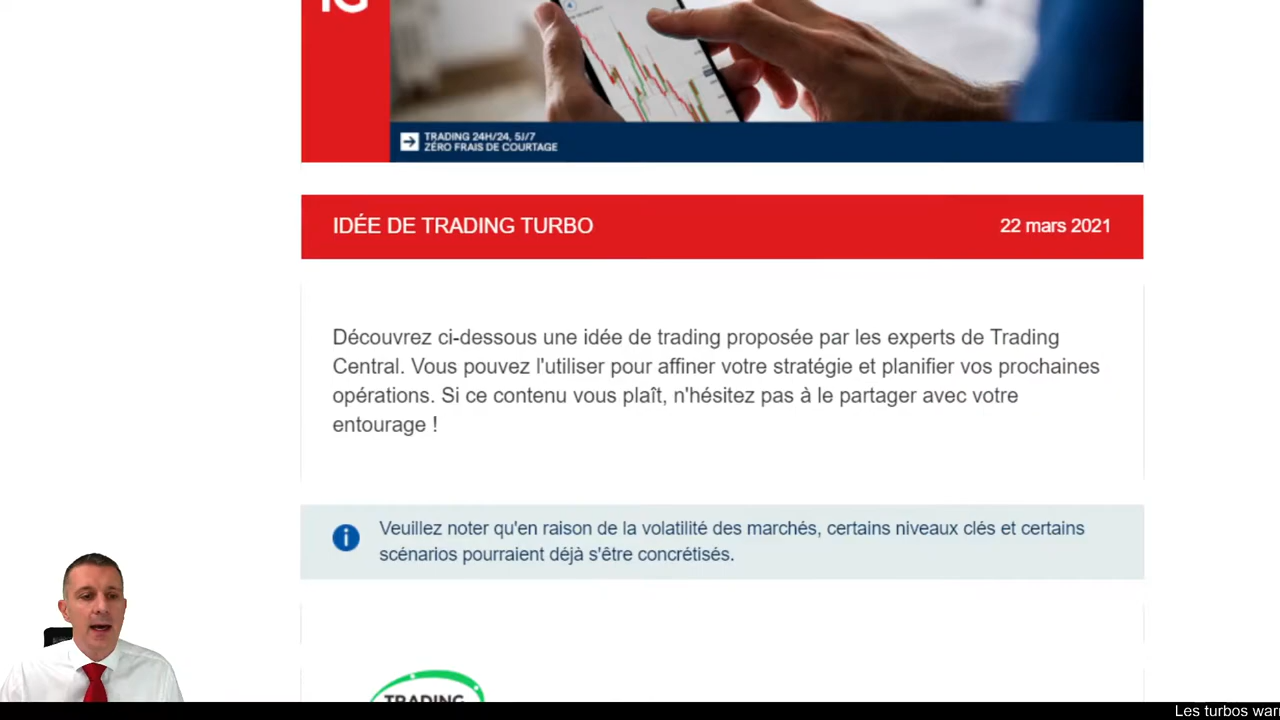 IG
TRADING 24H/24, 5J/7
ZÉRO FRAIS DE COURTAGE
IDÉE DE TRADING TURBO
22 mars 2021
Découvrez ci-dessous une idée de trading proposée par les experts de Trading
Central. Vous pouvez l'utiliser pour affiner votre stratégie et planifier vos prochaines
opérations. Si ce contenu vous plaît, n'hésitez pas à le partager avec votre
entourage !
Veuillez noter qu'en raison de la volatilité des marchés, certains niveaux clés et certains
scénarios pourraient déjà s'être concrétisés.
TRADING
Les turbos war